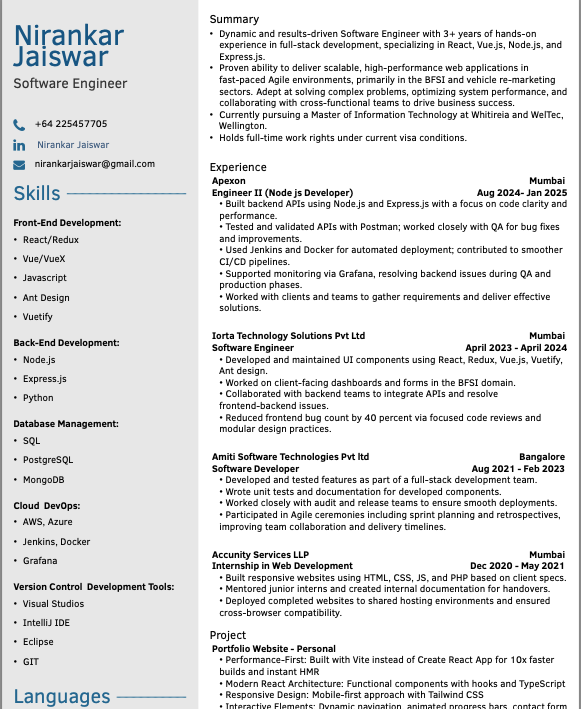 Nirankar
Jaiswar
Software Engineer
+64 225457705
Nirankar Jaiswar
nirankarjaiswar@gmail.com
Skills
Front-End Development:
• React/Redux
• Vue/VueX
• Javascript
• Ant Design
• Vuetify
Back-End Development:
• Node.js
• Express.js
• Python
Database Management:
• SQL
• PostgreSQL
• MongoDB
Cloud DevOps:
• AWS, Azure
• Jenkins, Docker
• Grafana
Version Control Development Tools:
• Visual Studios
• IntelliJ IDE
• Eclipse
• GIT
Languages
Summary
• Dynamic and results-driven Software Engineer with 3+ years of hands-on
experience in full-stack development, specializing in React, Vue.js, Node.js, and
Express.js.
• Proven ability to deliver scalable, high-performance web applications in
fast-paced Agile environments, primarily in the BFSI and vehicle re-marketing
sectors. Adept at solving complex problems, optimizing system performance, and
collaborating with cross-functional teams to drive business success.
• Currently pursuing a Master of Information Technology at Whitireia and WelTec,
Wellington.
• Holds full-time work rights under current visa conditions.
Experience
Apexon Mumbai
Engineer II (Node js Developer) Aug 2024- Jan 2025
• Built backend APIs using Node.js and Express.js with a focus on code clarity and
performance.
• Tested and validated APIs with Postman; worked closely with QA for bug fixes
and improvements.
• Used Jenkins and Docker for automated deployment; contributed to smoother
CI/CD pipelines.
• Supported monitoring via Grafana, resolving backend issues during QA and
production phases.
• Worked with clients and teams to gather requirements and deliver effective
solutions.
Iorta Technology Solutions Pvt Ltd Mumbai
Software Engineer April 2023 - April 2024
• Developed and maintained UI components using React, Redux, Vue.js, Vuetify,
Ant design.
• Worked on client-facing dashboards and forms in the BFSI domain.
• Collaborated with backend teams to integrate APIs and resolve
frontend-backend issues.
• Reduced frontend bug count by 40 percent via focused code reviews and
modular design practices.
Amiti Software Technologies Pvt ltd Bangalore
Software Developer Aug 2021 - Feb 2023
• Developed and tested features as part of a full-stack development team.
• Wrote unit tests and documentation for developed components.
• Worked closely with audit and release teams to ensure smooth deployments.
• Participated in Agile ceremonies including sprint planning and retrospectives,
improving team collaboration and delivery timelines.
Accunity Services LLP Mumbai
Internship in Web Development Dec 2020 - May 2021
• Built responsive websites using HTML, CSS, JS, and PHP based on client specs.
• Mentored junior interns and created internal documentation for handovers.
• Deployed completed websites to shared hosting environments and ensured
cross-browser compatibility.
Project
Portfolio Website - Personal
• Performance-First: Built with Vite instead of Create React App for 10x faster
builds and instant HMR
• Modern React Architecture: Functional components with hooks and TypeScript
• Responsive Design: Mobile-first approach with Tailwind CSS
• Interactive Elements: Dynamic navigation, animated progress bars, contact form